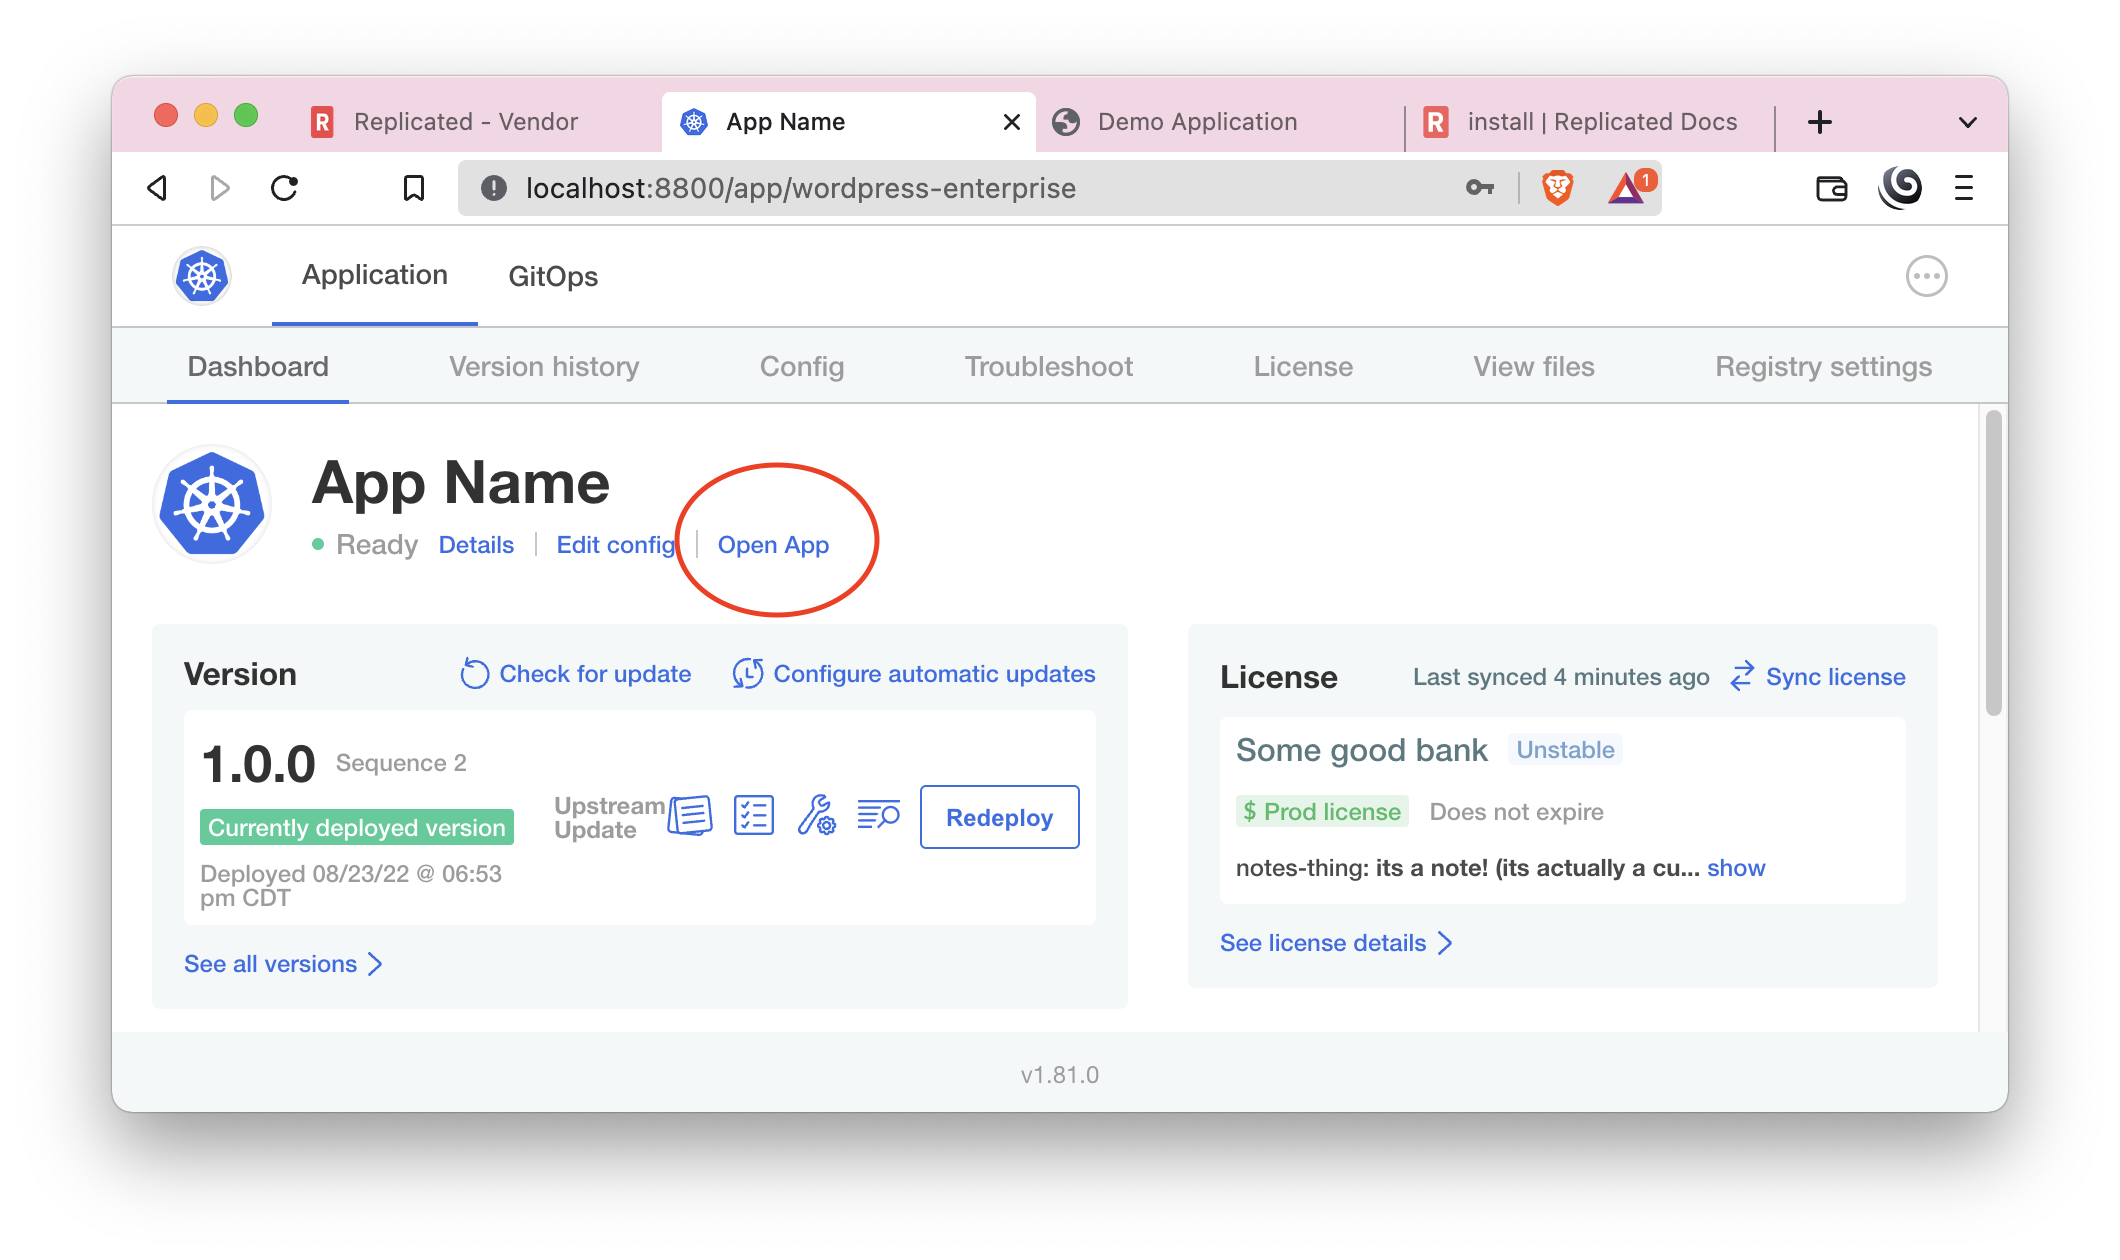 R Replicated - Vendor App Name Demo Application R install | Replicated Docs
localhost:8800/app/wordpress-enterprise 1
Application GitOps
Dashboard Version history Config Troubleshoot License View files Registry settings
App Name
Ready Details Edit config Open App
Version Check for update Configure automatic updates
1.0.0 Sequence 2
Currently deployed version
Deployed 08/23/22 @ 06:53
pm CDT
Upstream
Update
Redeploy
See all versions
License Last synced 4 minutes ago Sync license
Some good bank Unstable
$ Prod license Does not expire
notes-thing: its a note! (its actually a cu... show
See license details
v1.81.0